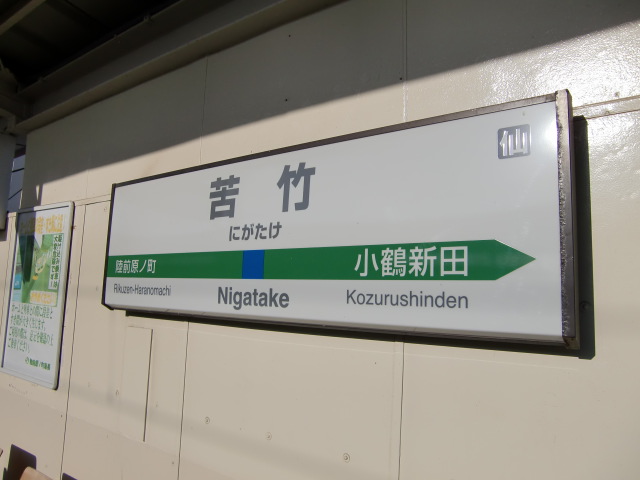 仙
苦竹
にがたけ
陸前原ノ町 小鶴新田
Rikuzen-Haranomachi Nigatake Kozurushinden